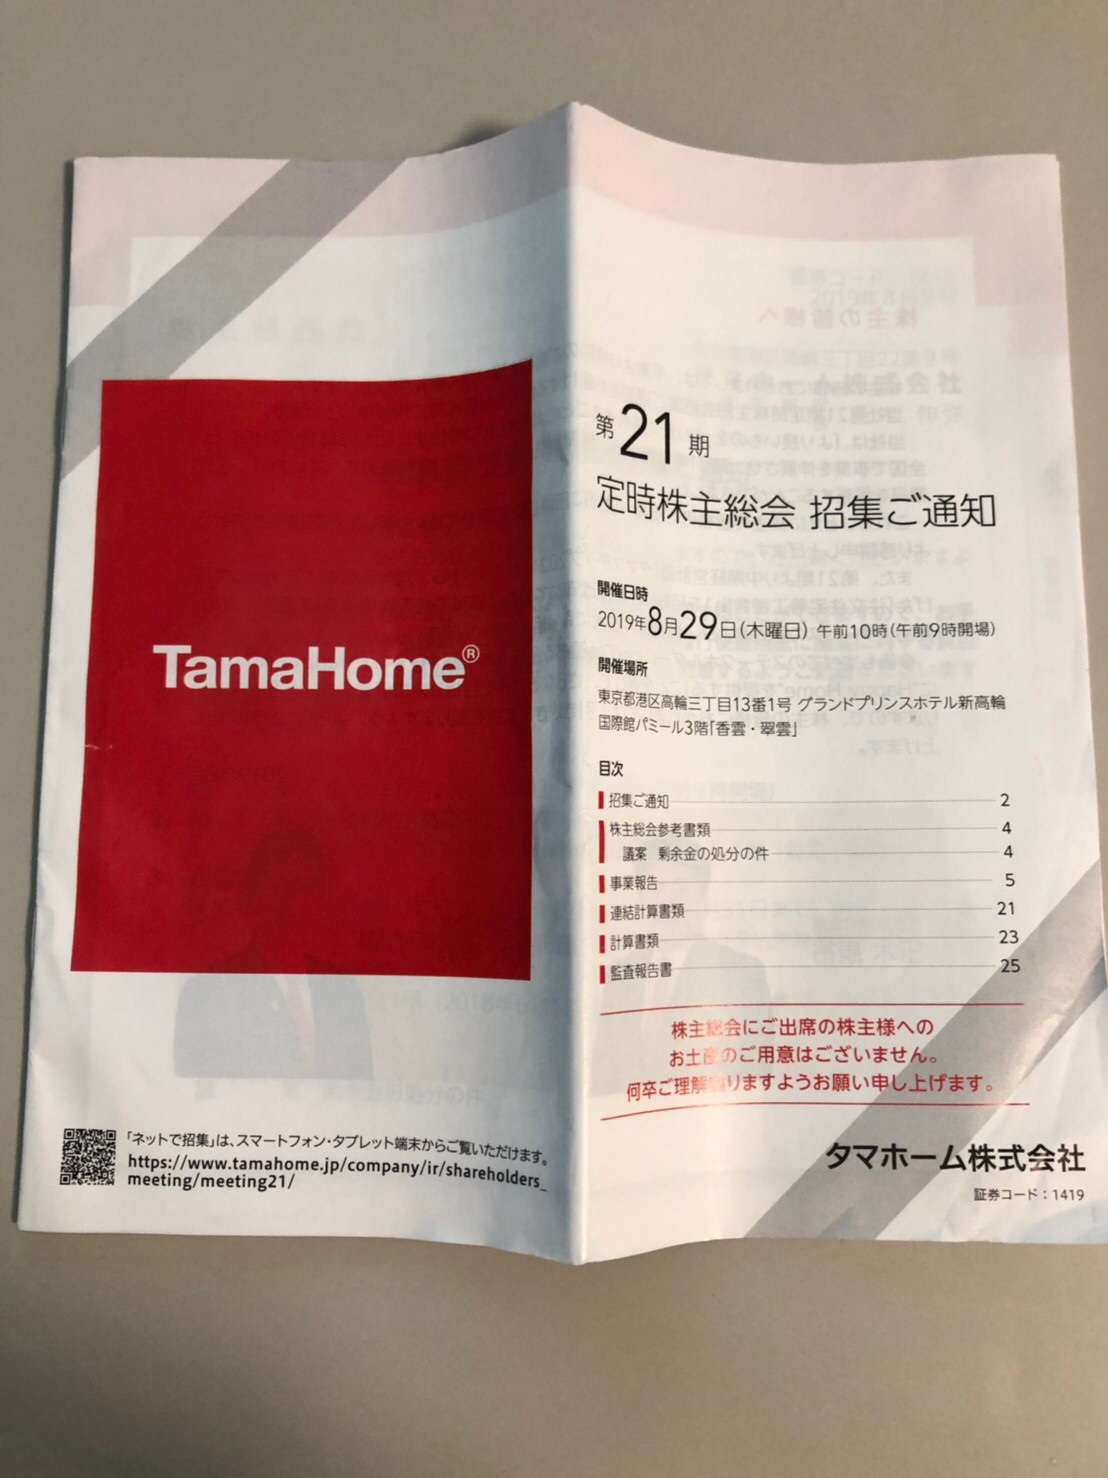 TamaHome®
「ネットで招集」は、スマートフォン・タブレット端末からご覧いただけます。
https://www.tamahome.jp/company/ir/shareholders_
meeting/meeting21/
第21期
定時株主総会 招集ご通知
開催日時
2019年8月29日(木曜日) 午前10時(午前9時開場)
開催場所
東京都港区高輪三丁目13番1号 グランドプリンスホテル新高輪
国際館パミール3階「香雲・翠雲」
目次
招集ご通知 2
株主総会参考書類 4
議案 剰余金の処分の件 4
事業報告 5
連結計算書類 21
計算書類 23
監査報告書 25
株主総会にご出席の株主様への
お土産のご用意はございません。
何卒ご理解賜りますようお願い申し上げます。
タマホーム株式会社
証券コード：1419